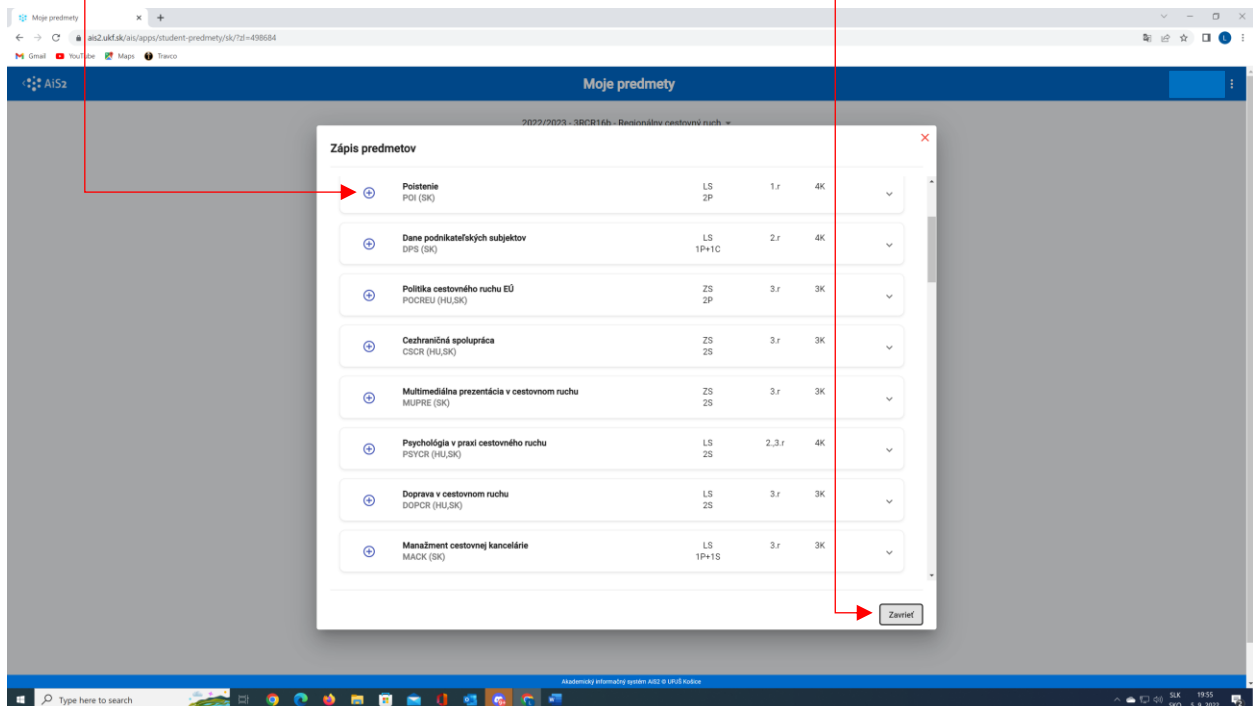 Moje predmety
ais2.ukf.sk/ais/apps/student-predmety/sk/?zl=498684
Gmail YouTube Maps Travco
AiS2 Moje predmety
2022/2023 - 3RCR16b - Regionálny cestovný ruch
Zápis predmetov
Poistenie LS 1.r 4K
POI (SK) 2P
Dane podnikateľských subjektov LS 2.r 4K
DPS (SK) 1P+1C
Politika cestovného ruchu EÚ ZS 3.r 3K
POCREU (HU,SK) 2P
Cezhraničná spolupráca ZS 3.r 3K
CSCR (HU,SK) 2S
Multimediálna prezentácia v cestovnom ruchu ZS 3.r 3K
MUPRE (SK) 2S
Psychológia v praxi cestovného ruchu LS 2.,3.r 4K
PSYCR (HU,SK) 2S
Doprava v cestovnom ruchu LS 3.r 3K
DOPCR (HU,SK) 2S
Manažment cestovnej kancelárie LS 3.r 3K
MACK (SK) 1P+1S
Zavrieť
Akademický informačný systém AiS2 © UPJŠ Košice
Type here to search
SLK 19:55
SKQ 5. 9. 2022